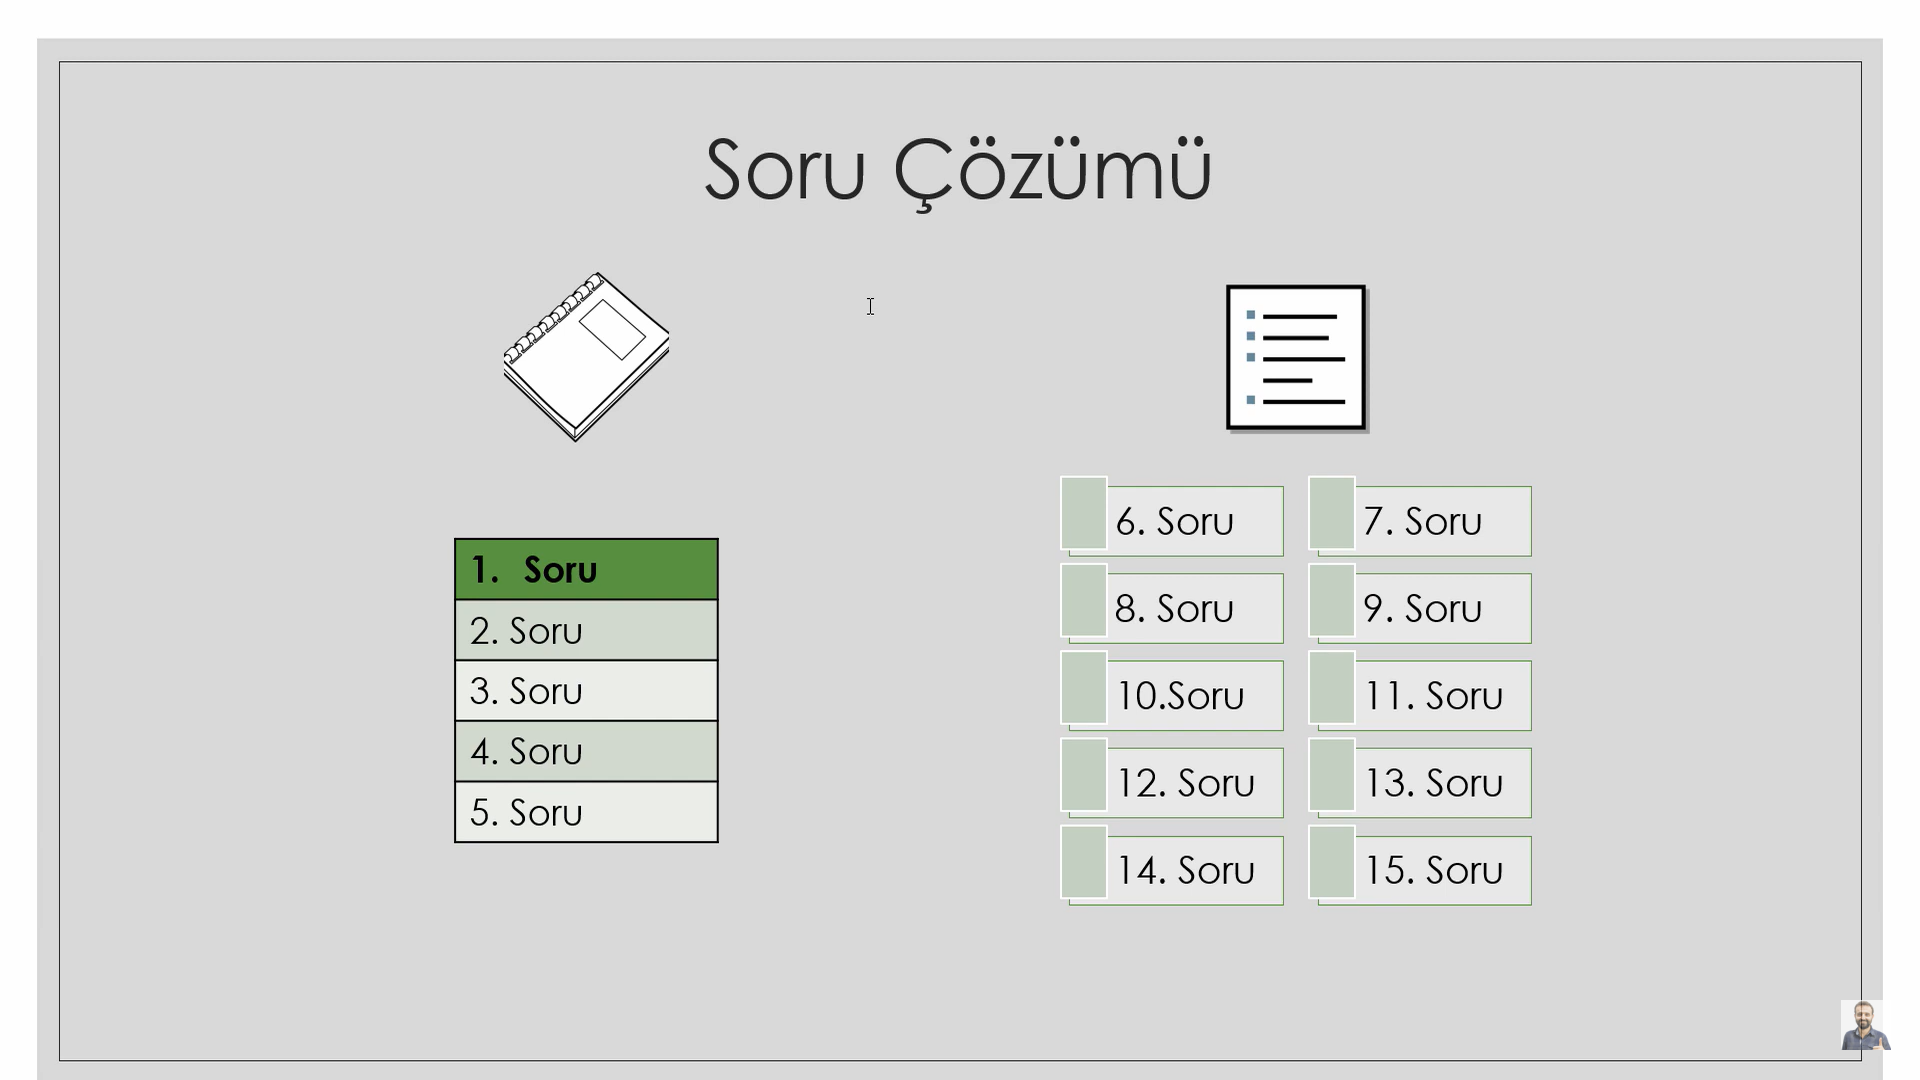 Soru Çözümü
1. Soru
2. Soru
3. Soru
4. Soru
5. Soru
6. Soru
7. Soru
8. Soru
9. Soru
10.Soru
11. Soru
12. Soru
13. Soru
14. Soru
15. Soru